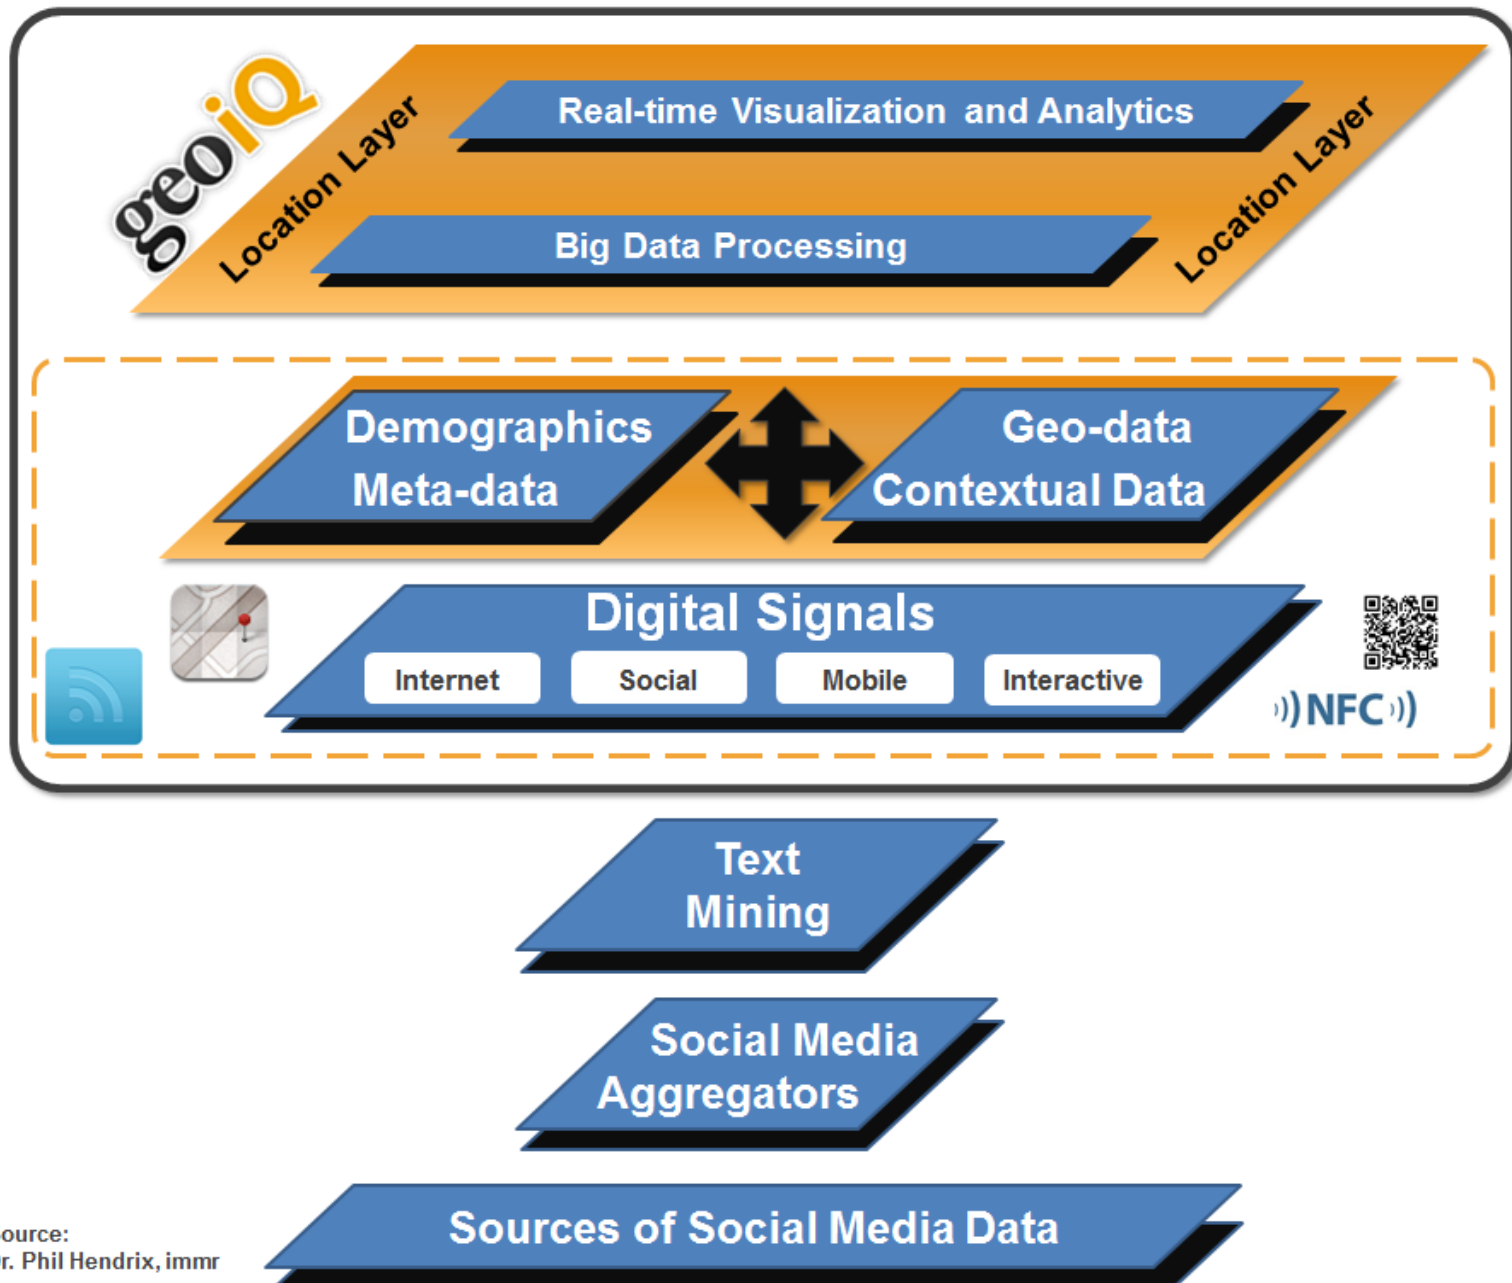 geoiQ
Location Layer
Real-time Visualization and Analytics
Location Layer
Big Data Processing
Demographics
Meta-data
Geo-data
Contextual Data
Digital Signals
Internet
Social
Mobile
Interactive
NFC
Text
Mining
Social Media
Aggregators
Sources of Social Media Data
ource:
r. Phil Hendrix, immr